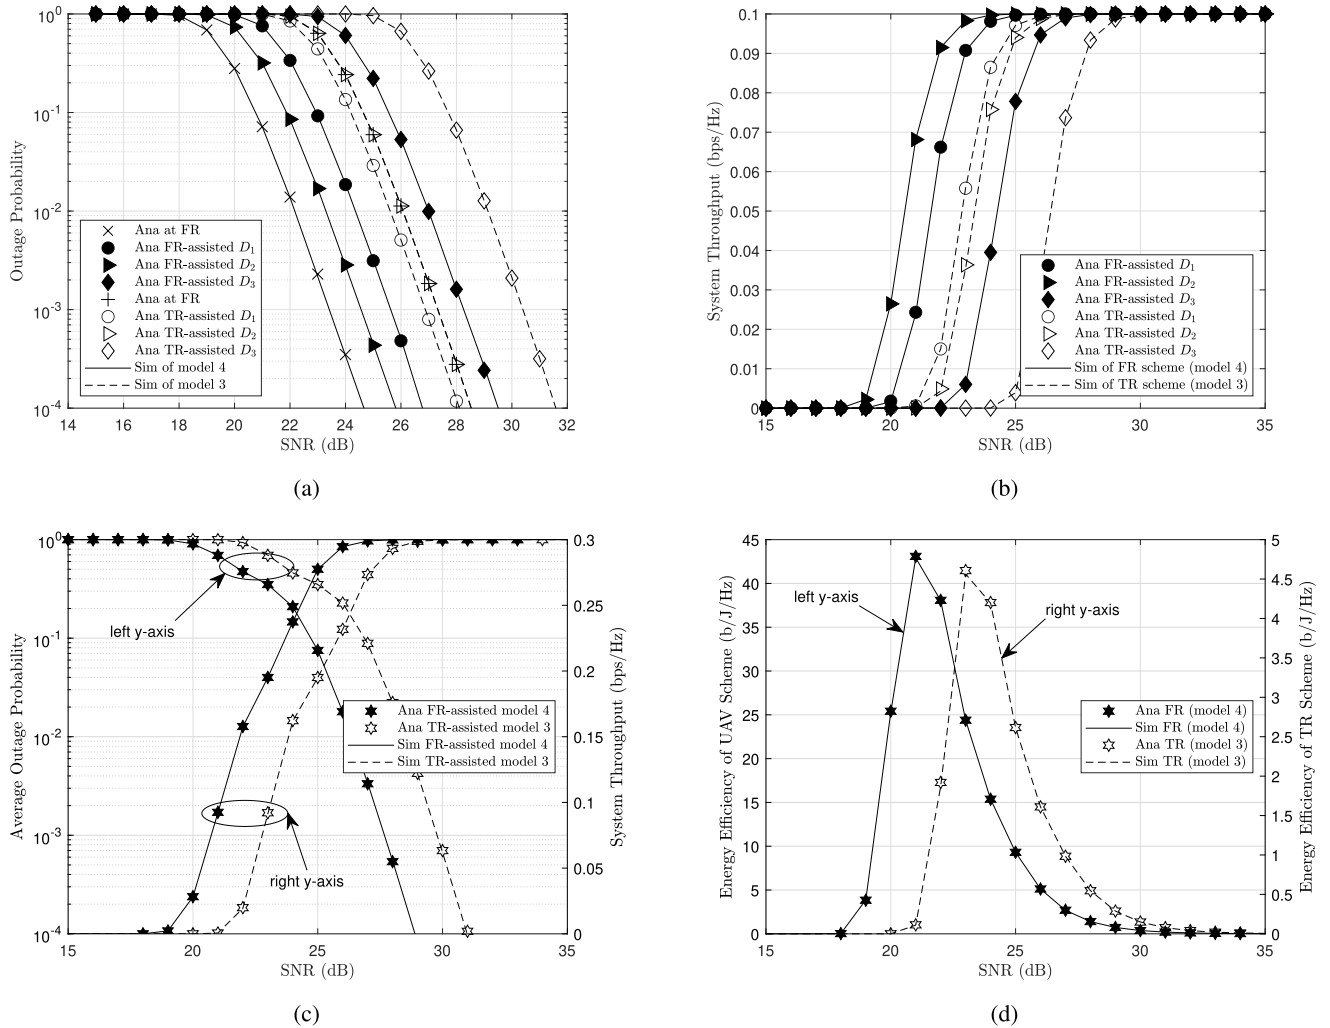 10^0
10^-1
10^-2
10^-3
10^-4
Outage Probability
14 16 18 20 22 24 26 28 30 32
SNR (dB)
Ana at FR
Ana FR-assisted D_1
Ana FR-assisted D_2
Ana FR-assisted D_3
Ana at FR
Ana TR-assisted D_1
Ana TR-assisted D_2
Ana TR-assisted D_3
Sim of model 4
Sim of model 3
(a)
0.1
0.09
0.08
0.07
0.06
0.05
0.04
0.03
0.02
0.01
0
System Throughput (bps/Hz)
15 20 25 30 35
SNR (dB)
Ana FR-assisted D_1
Ana FR-assisted D_2
Ana FR-assisted D_3
Ana TR-assisted D_1
Ana TR-assisted D_2
Ana TR-assisted D_3
Sim of FR scheme (model 4)
Sim of TR scheme (model 3)
(b)
10^0
10^-1
10^-2
10^-3
10^-4
Average Outage Probability
left y-axis
right y-axis
Ana FR-assisted model 4
Ana TR-assisted model 3
Sim FR-assisted model 4
Sim TR-assisted model 3
0.3
0.25
0.2
0.15
0.1
0.05
0
System Throughput (bps/Hz)
15 20 25 30 35
SNR (dB)
(c)
45
40
35
30
25
20
15
10
5
0
Energy Efficiency of UAV Scheme (b/J/Hz)
left y-axis
right y-axis
Ana FR (model 4)
Sim FR (model 4)
Ana TR (model 3)
Sim TR (model 3)
5
4.5
4
3.5
3
2.5
2
1.5
1
0.5
0
Energy Efficiency of TR Scheme (b/J/Hz)
15 20 25 30 35
SNR (dB)
(d)